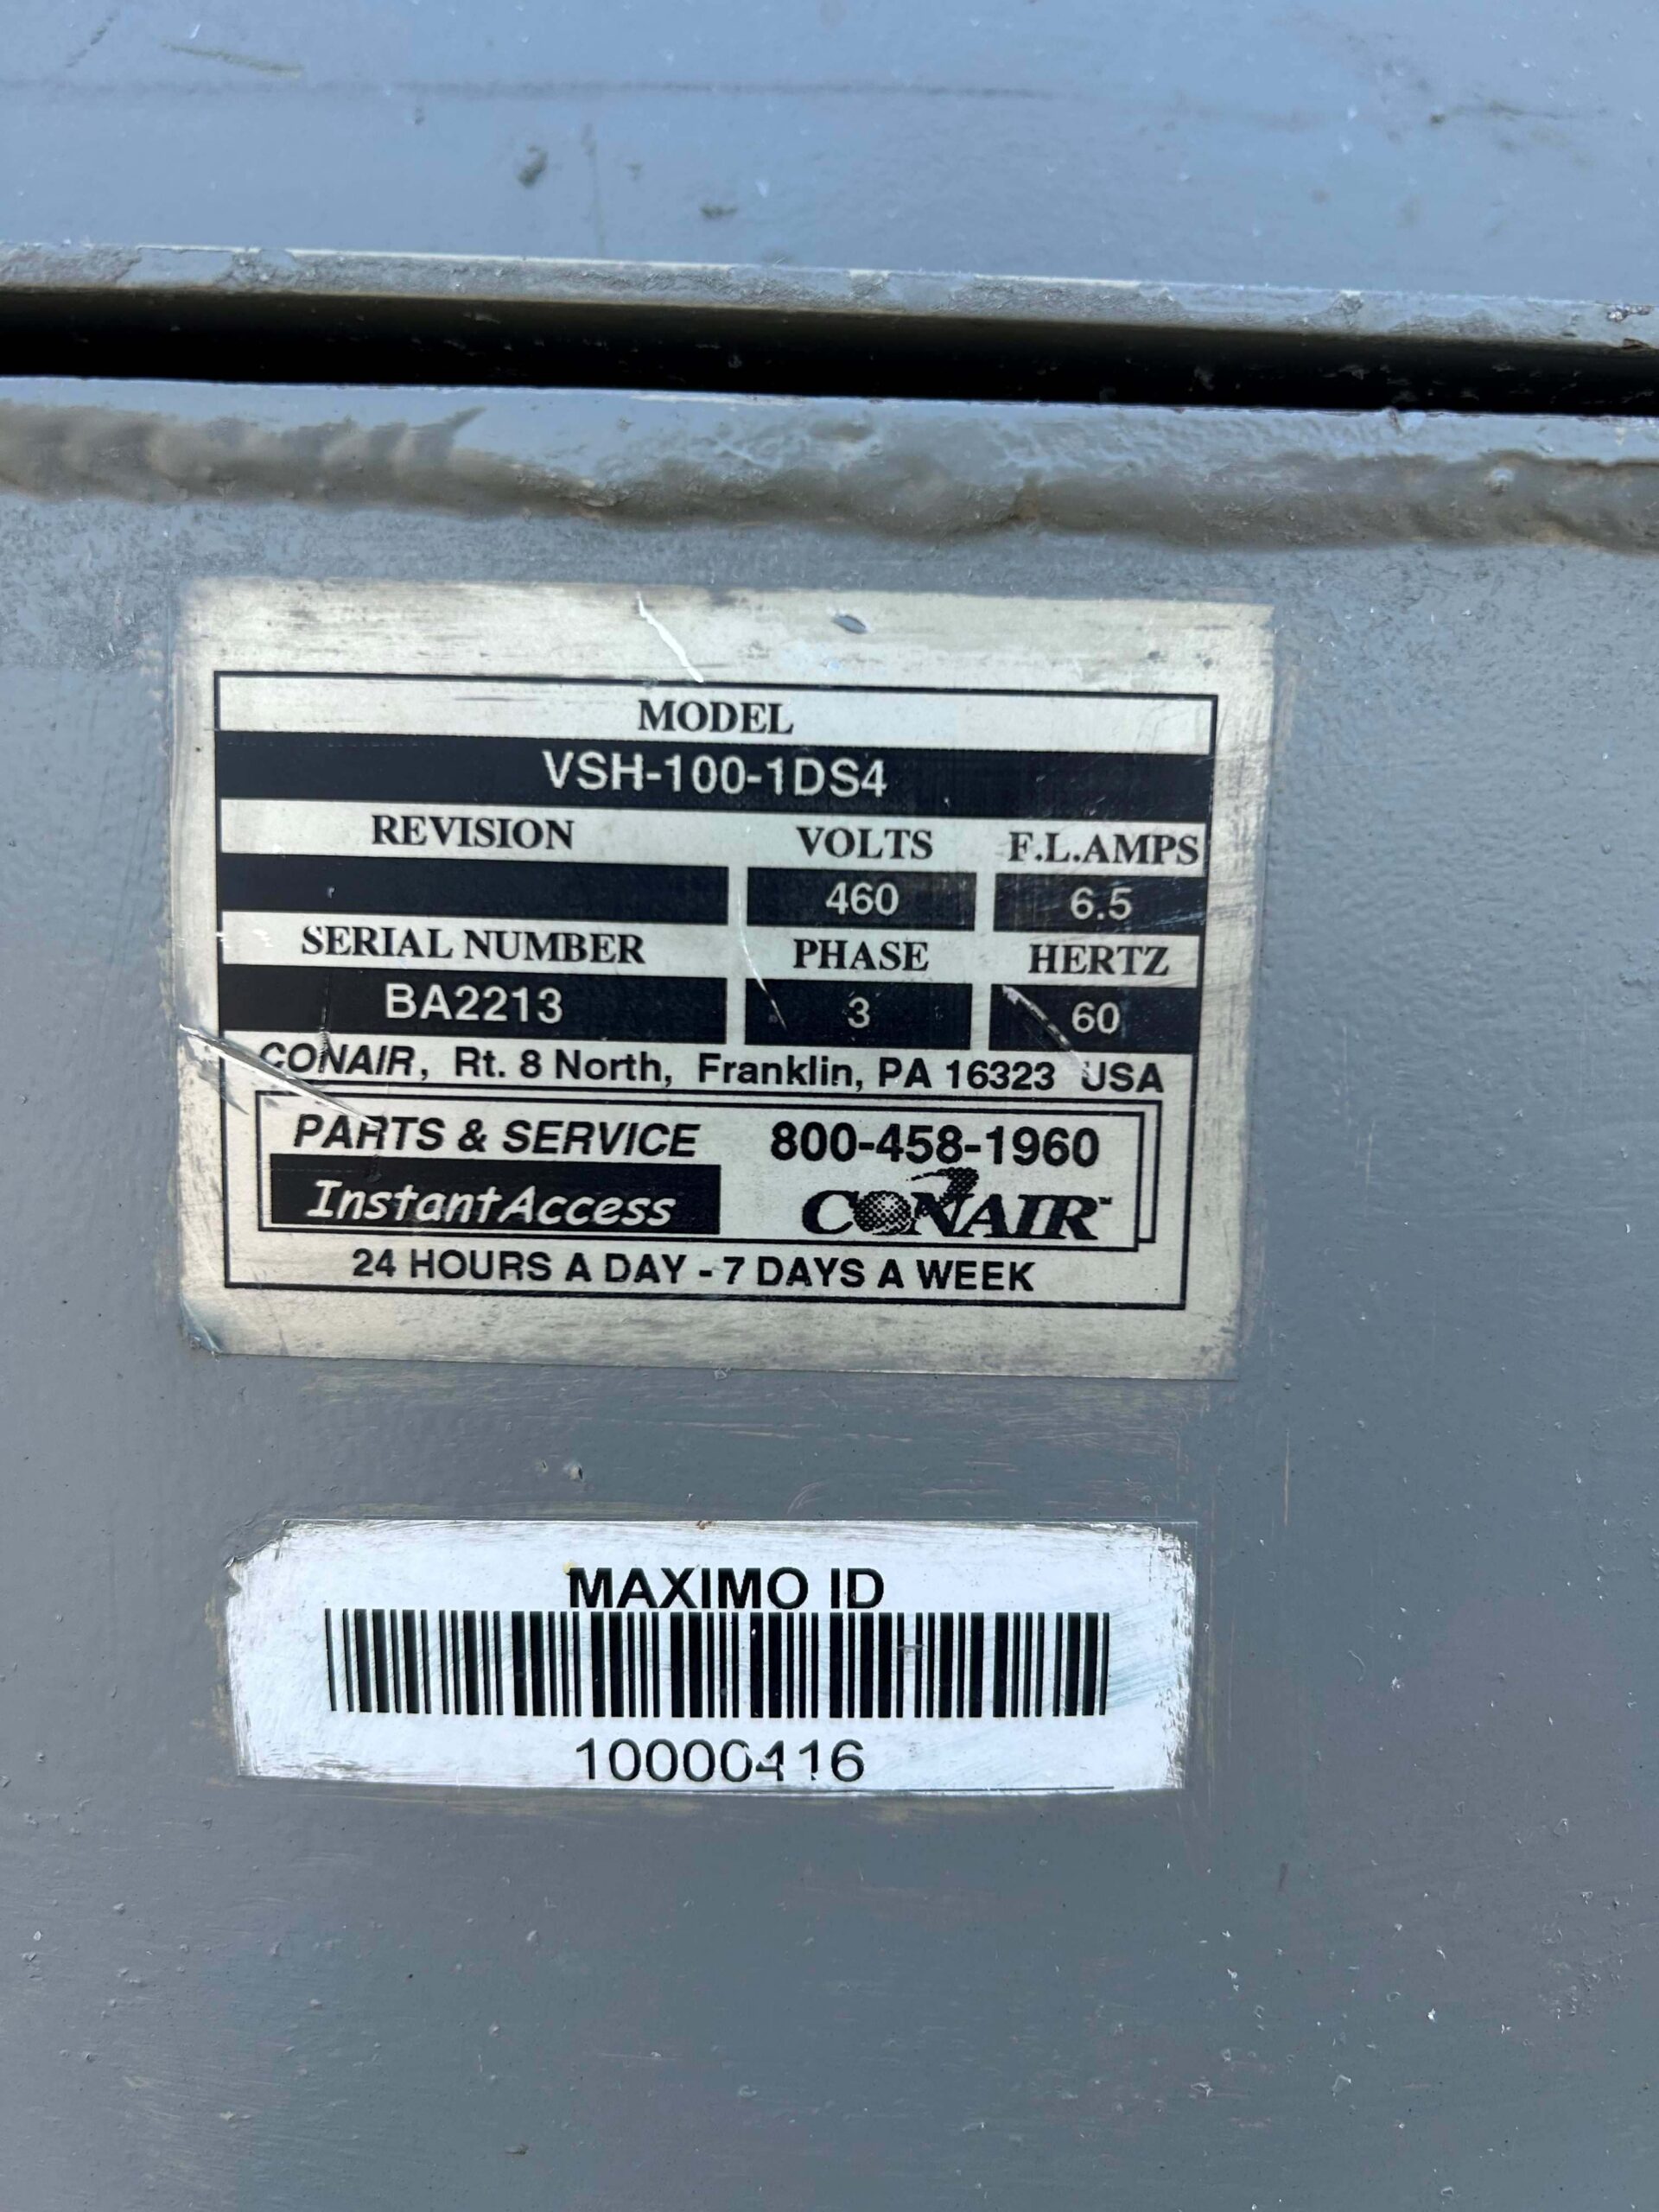 MODEL
VSH-100-1DS4
REVISION VOLTS F.L.AMPS
460 6.5
SERIAL NUMBER PHASE HERTZ
BA2213 3 60
CONAIR, Rt. 8 North, Franklin, PA 16323 USA
PARTS & SERVICE 800-458-1960
InstantAccess CONAIR™
24 HOURS A DAY - 7 DAYS A WEEK
MAXIMO ID
10000416